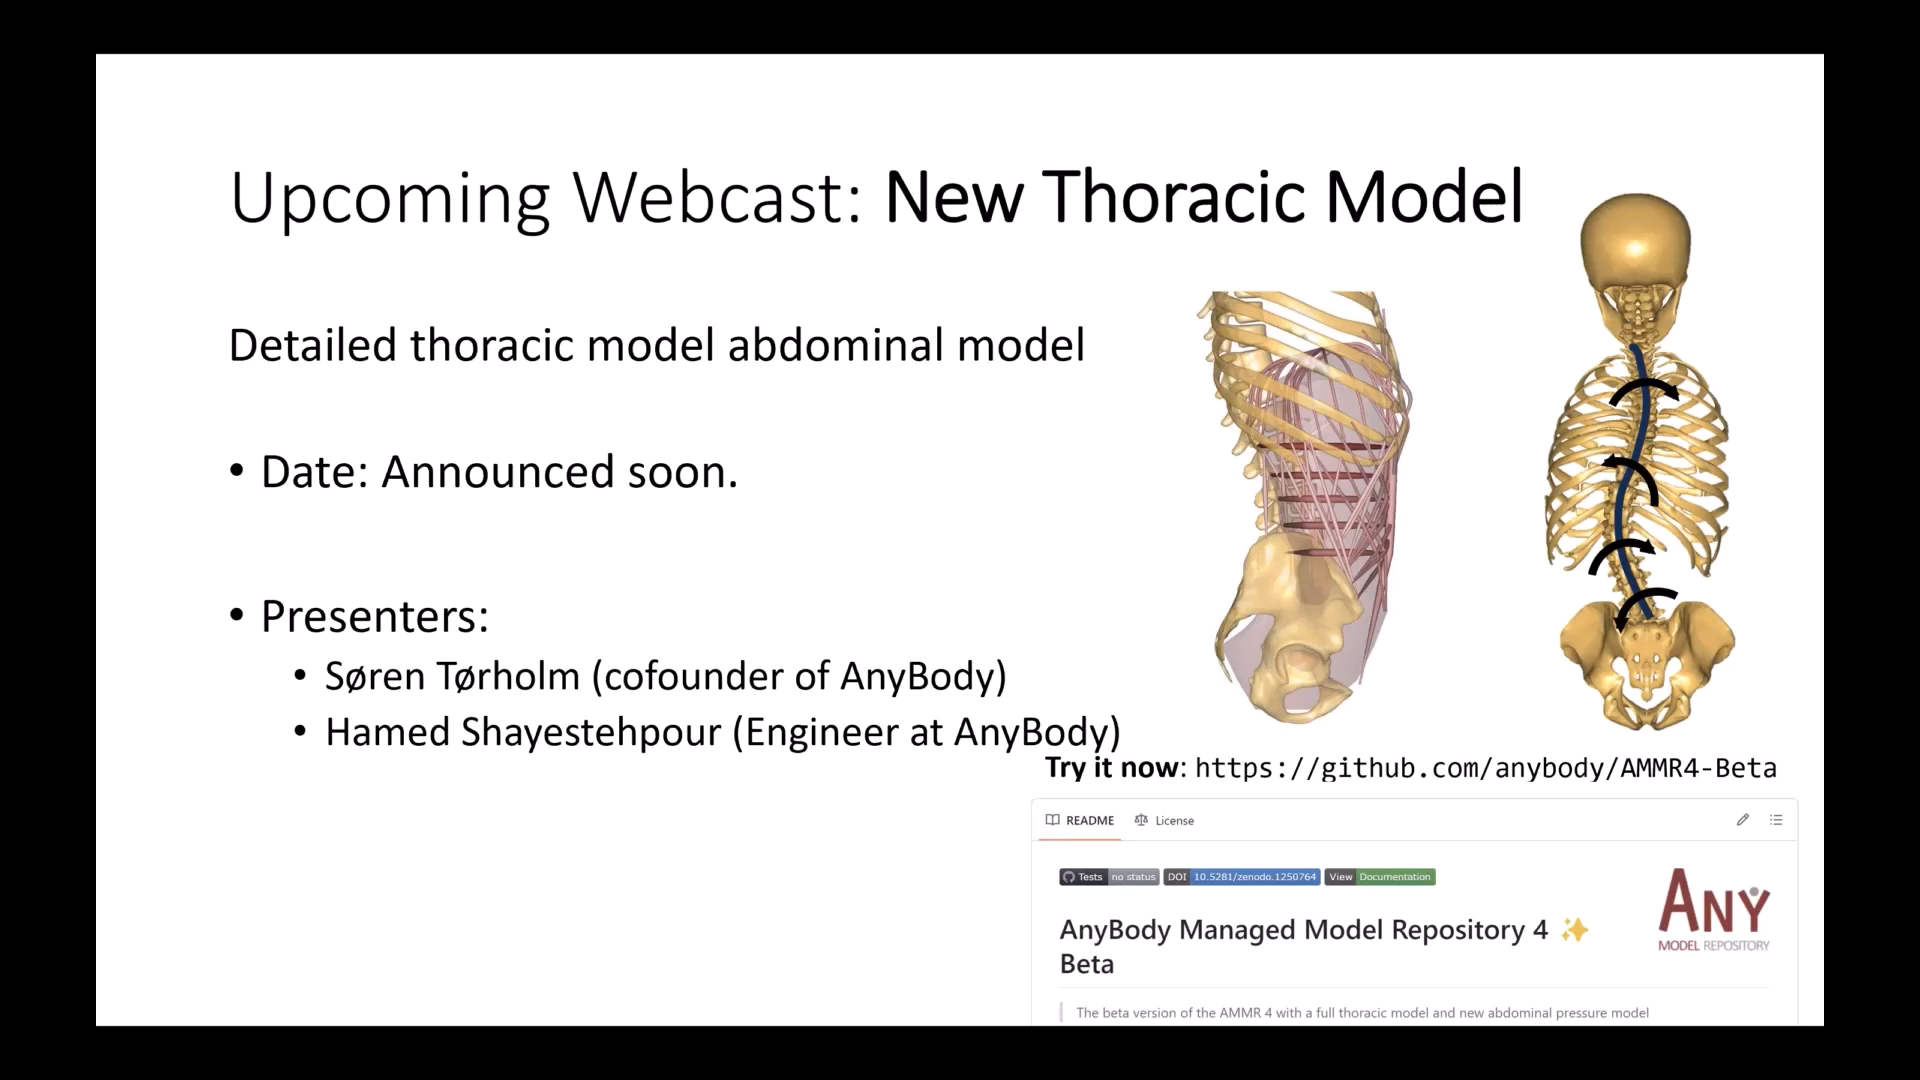 Upcoming Webcast: New Thoracic Model
Detailed thoracic model abdominal model
• Date: Announced soon.
• Presenters:
• Søren Tørholm (cofounder of AnyBody)
• Hamed Shayestehpour (Engineer at AnyBody)
Try it now: https://github.com/anybody/AMMR4-Beta
README License
Tests no status DOI 10.5281/zenodo.1250764 View Documentation
ANY
MODEL REPOSITORY
AnyBody Managed Model Repository 4 ✨
Beta
The beta version of the AMMR 4 with a full thoracic model and new abdominal pressure model